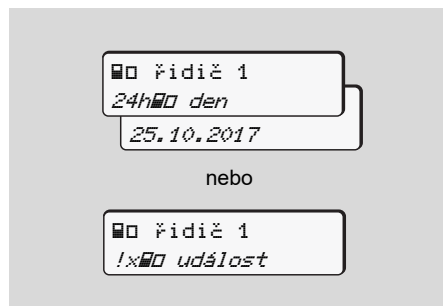 🖶□ řidič 1
24h🖶□ den
25.10.2017
nebo
🖶□ řidič 1
!x🖶□ událost